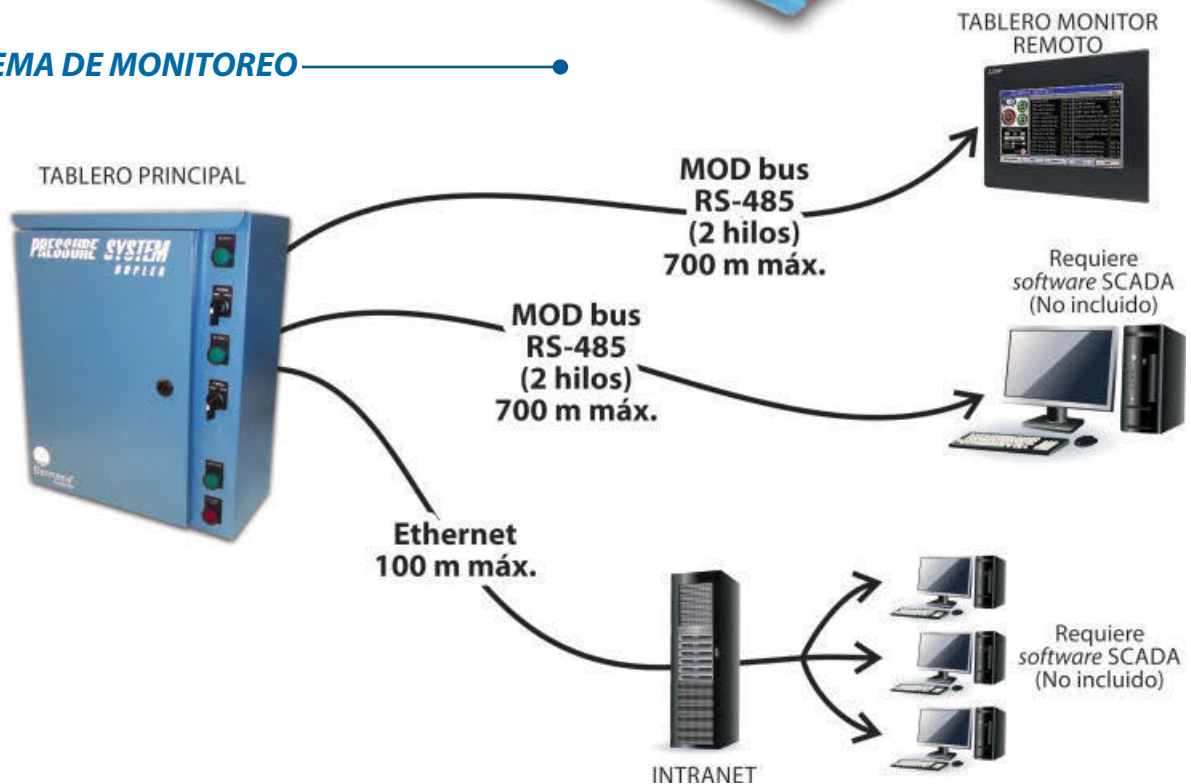 EMA DE MONITOREO
TABLERO MONITOR
REMOTO
TABLERO PRINCIPAL
PRESSURE SYSTEM
DUPLEX
MOD bus
RS-485
(2 hilos)
700 m máx.
Requiere
software SCADA
(No incluido)
MOD bus
RS-485
(2 hilos)
700 m máx.
Ethernet
100 m máx.
Requiere
software SCADA
(No incluido)
INTRANET